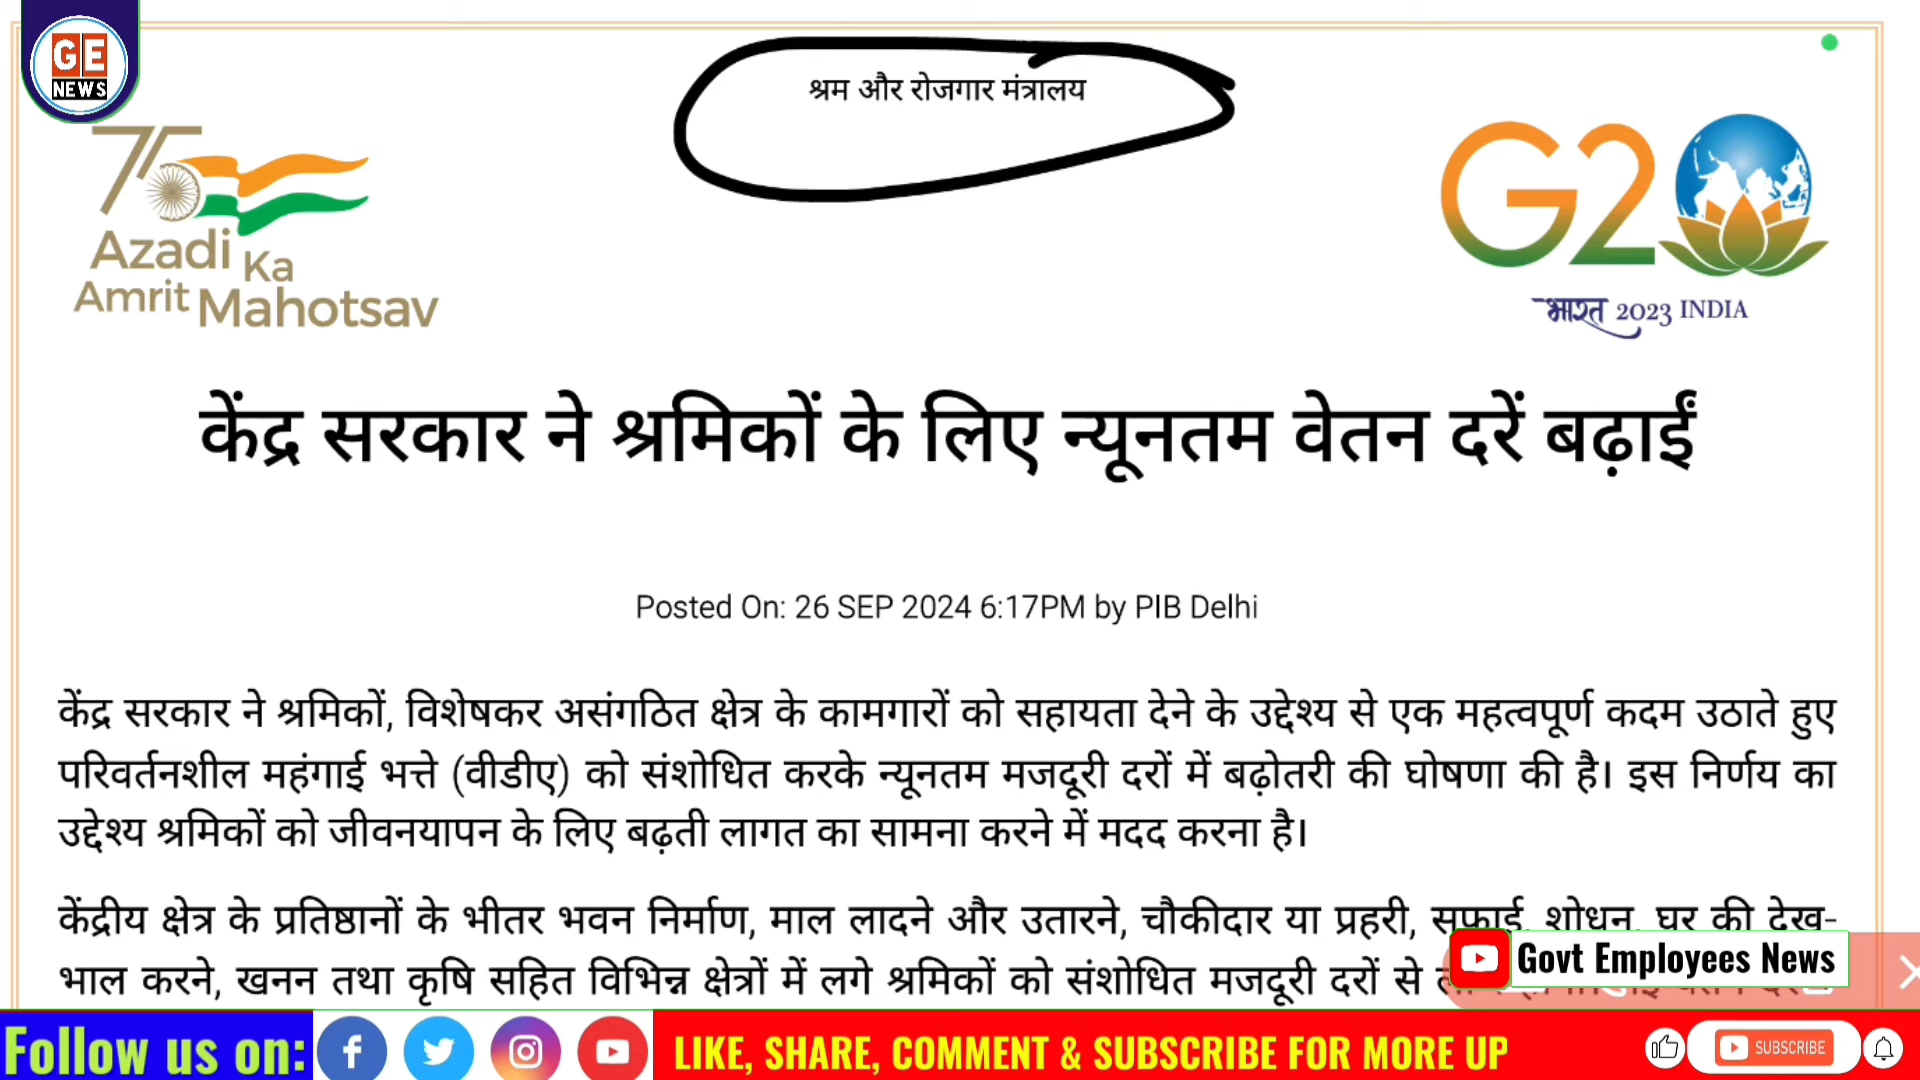 GE
NEWS
श्रम और रोजगार मंत्रालय
75
Azadi Ka
Amrit Mahotsav
G20
भारत 2023 INDIA
केंद्र सरकार ने श्रमिकों के लिए न्यूनतम वेतन दरें बढ़ाईं
Posted On: 26 SEP 2024 6:17PM by PIB Delhi
केंद्र सरकार ने श्रमिकों, विशेषकर असंगठित क्षेत्र के कामगारों को सहायता देने के उद्देश्य से एक महत्वपूर्ण कदम उठाते हुए
परिवर्तनशील महंगाई भत्ते (वीडीए) को संशोधित करके न्यूनतम मजदूरी दरों में बढ़ोतरी की घोषणा की है। इस निर्णय का
उद्देश्य श्रमिकों को जीवनयापन के लिए बढ़ती लागत का सामना करने में मदद करना है।
केंद्रीय क्षेत्र के प्रतिष्ठानों के भीतर भवन निर्माण, माल लादने और उतारने, चौकीदार या प्रहरी, सफाई, शोधन, घर की देख-
भाल करने, खनन तथा कृषि सहित विभिन्न क्षेत्रों में लगे श्रमिकों को संशोधित मजदूरी दरों से
Govt Employees News
Follow us on:
LIKE, SHARE, COMMENT & SUBSCRIBE FOR MORE UP
SUBSCRIBE